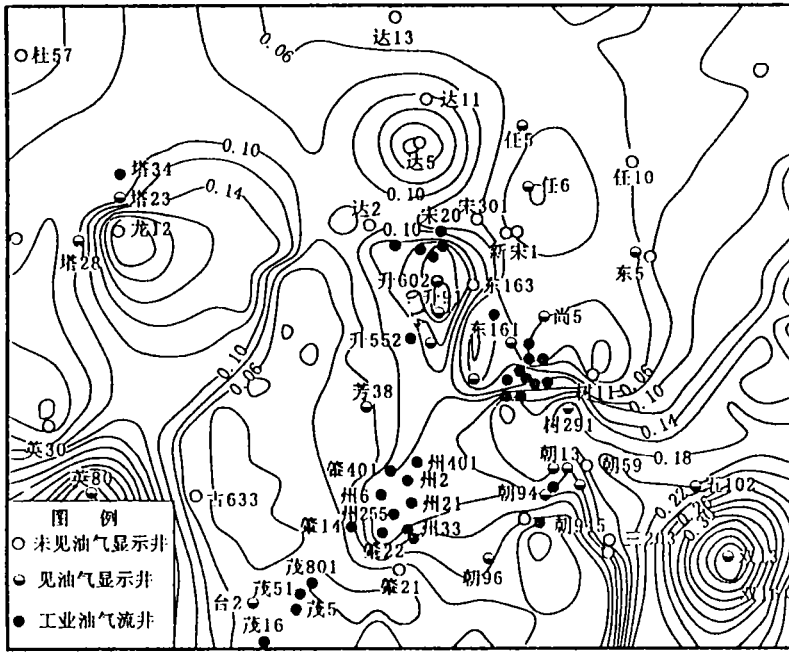 达13
0.06
杜57
达11
任5
达5
0.10
塔34
0.10
塔23
0.14
任6
任10
龙12
达2
宋20
宋301
0.10
新宋1
塔28
东5
升602
东163
升91
东161
尚5
升552
0.10
0.06
芳38
0.06
0.10
树291
0.14
英30
0.18
朝13
朝59
肇401
州401
州2
英80
州6
州21
朝94
0.22
五102
古633
州255
肇14
州33
肇22
图 例
未见油气显示井
见油气显示井
工业油气流井
朝96
肇21
茂801
茂51
台2
茂5
茂16